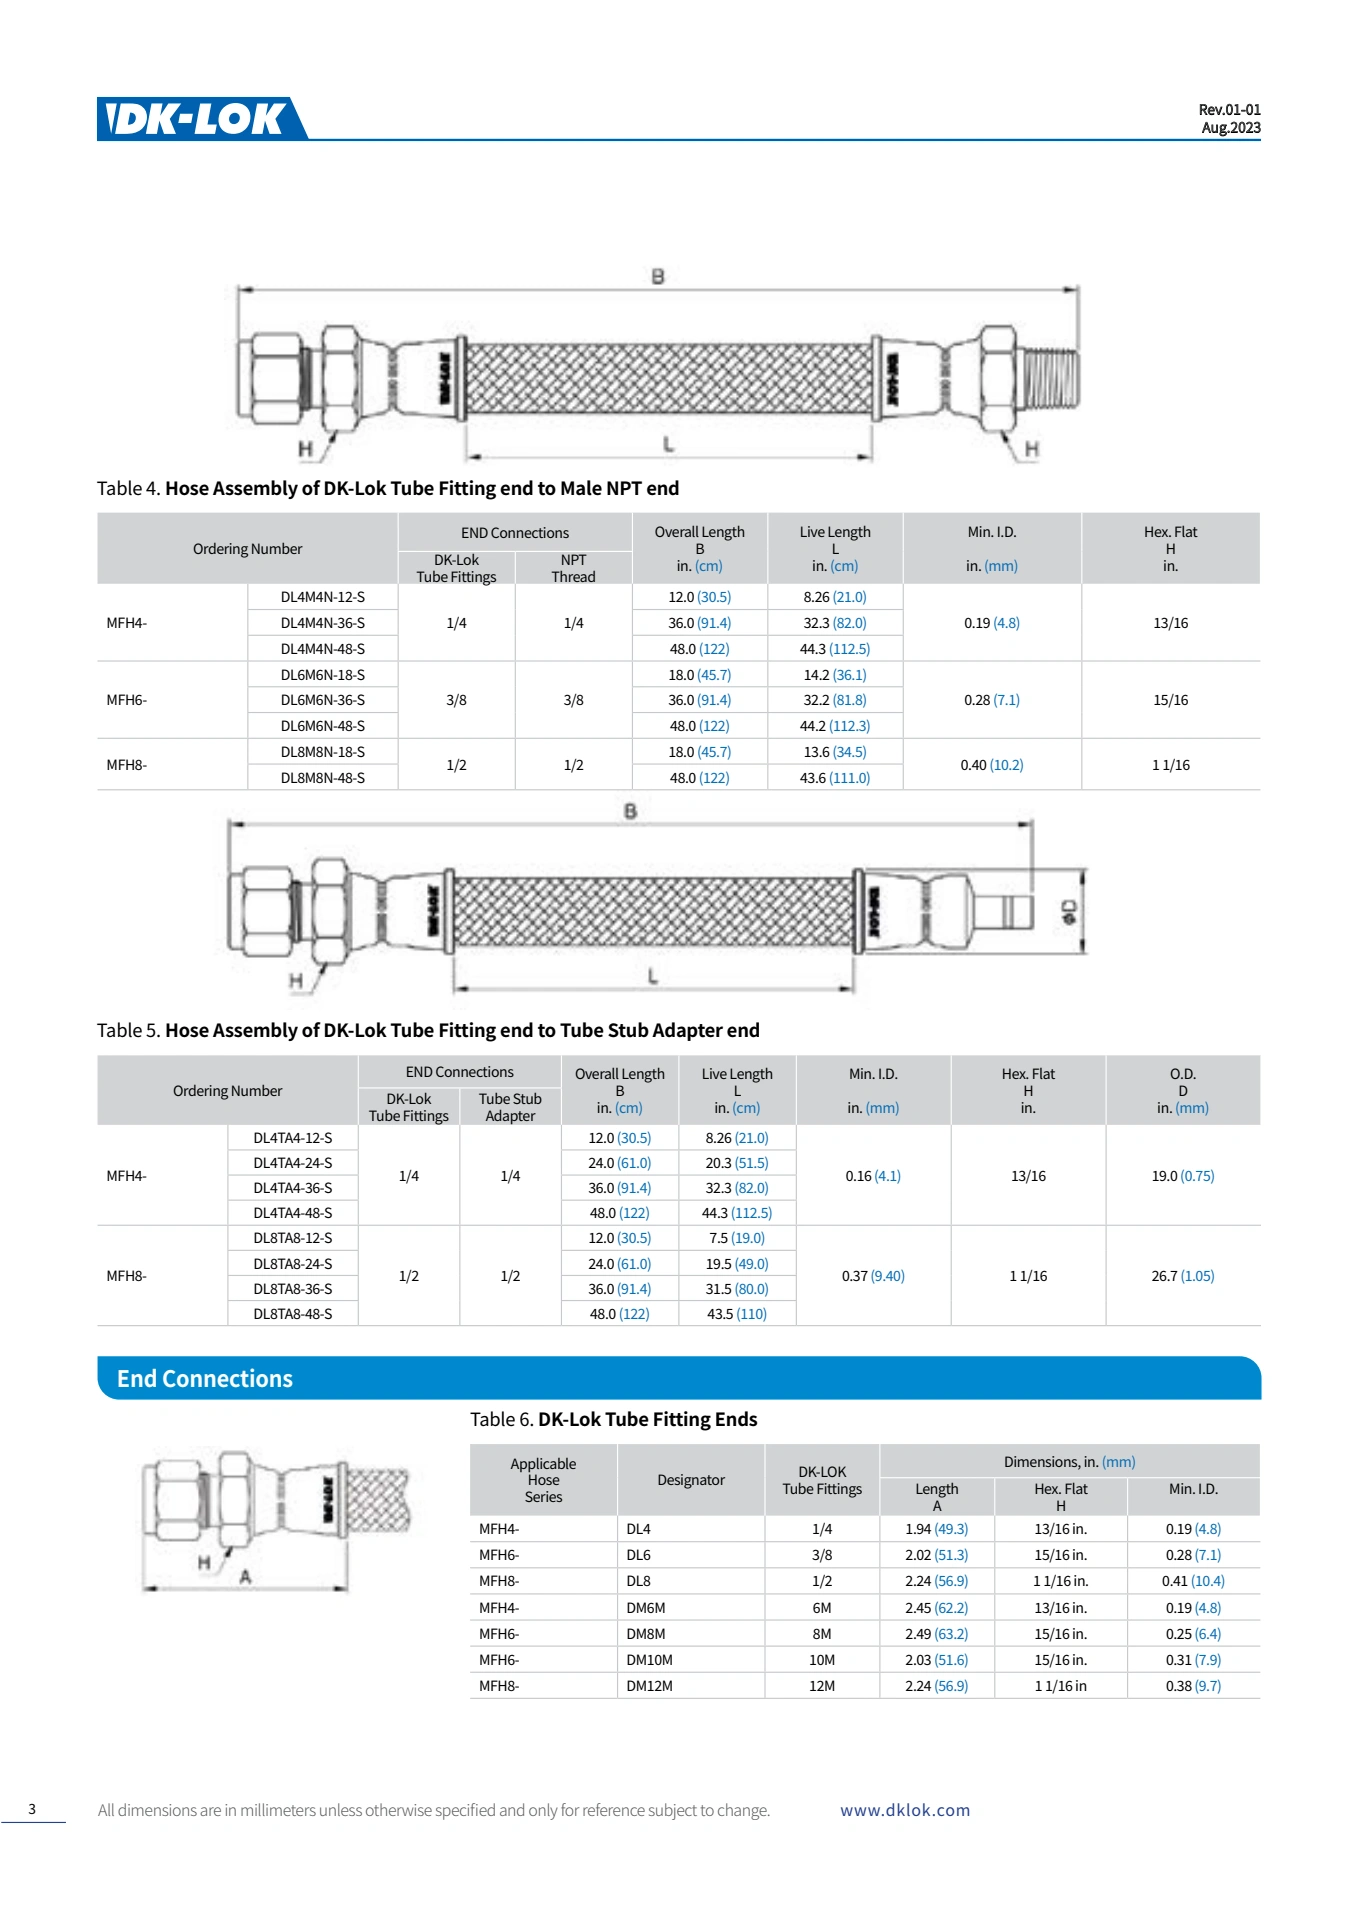 DK-LOK
Rev.01-01
Aug.2023
B
DK-LOK
DK-LOK
H
L
H
Table 4. Hose Assembly of DK-Lok Tube Fitting end to Male NPT end
Ordering Number | END Connections | Overall Length B in. (cm) | Live Length L in. (cm) | Min. I.D. in. (mm) | Hex. Flat H in.
DK-Lok Tube Fittings | NPT Thread
MFH4- | DL4M4N-12-S | 1/4 | 1/4 | 12.0 (30.5) | 8.26 (21.0) | 0.19 (4.8) | 13/16
DL4M4N-36-S | 36.0 (91.4) | 32.3 (82.0)
DL4M4N-48-S | 48.0 (122) | 44.3 (112.5)
MFH6- | DL6M6N-18-S | 3/8 | 3/8 | 18.0 (45.7) | 14.2 (36.1) | 0.28 (7.1) | 15/16
DL6M6N-36-S | 36.0 (91.4) | 32.2 (81.8)
DL6M6N-48-S | 48.0 (122) | 44.2 (112.3)
MFH8- | DL8M8N-18-S | 1/2 | 1/2 | 18.0 (45.7) | 13.6 (34.5) | 0.40 (10.2) | 1 1/16
DL8M8N-48-S | 48.0 (122) | 43.6 (111.0)
B
DK-LOK
DK-LOK
øD
H
L
Table 5. Hose Assembly of DK-Lok Tube Fitting end to Tube Stub Adapter end
Ordering Number | END Connections | Overall Length B in. (cm) | Live Length L in. (cm) | Min. I.D. in. (mm) | Hex. Flat H in. | O.D. D in. (mm)
DK-Lok Tube Fittings | Tube Stub Adapter
MFH4- | DL4TA4-12-S | 1/4 | 1/4 | 12.0 (30.5) | 8.26 (21.0) | 0.16 (4.1) | 13/16 | 19.0 (0.75)
DL4TA4-24-S | 24.0 (61.0) | 20.3 (51.5)
DL4TA4-36-S | 36.0 (91.4) | 32.3 (82.0)
DL4TA4-48-S | 48.0 (122) | 44.3 (112.5)
MFH8- | DL8TA8-12-S | 1/2 | 1/2 | 12.0 (30.5) | 7.5 (19.0) | 0.37 (9.40) | 1 1/16 | 26.7 (1.05)
DL8TA8-24-S | 24.0 (61.0) | 19.5 (49.0)
DL8TA8-36-S | 36.0 (91.4) | 31.5 (80.0)
DL8TA8-48-S | 48.0 (122) | 43.5 (110)
End Connections
DK-LOK
H
A
Table 6. DK-Lok Tube Fitting Ends
Applicable Hose Series | Designator | DK-LOK Tube Fittings | Dimensions, in. (mm)
Length A | Hex. Flat H | Min. I.D.
MFH4- | DL4 | 1/4 | 1.94 (49.3) | 13/16 in. | 0.19 (4.8)
MFH6- | DL6 | 3/8 | 2.02 (51.3) | 15/16 in. | 0.28 (7.1)
MFH8- | DL8 | 1/2 | 2.24 (56.9) | 1 1/16 in. | 0.41 (10.4)
MFH4- | DM6M | 6M | 2.45 (62.2) | 13/16 in. | 0.19 (4.8)
MFH6- | DM8M | 8M | 2.49 (63.2) | 15/16 in. | 0.25 (6.4)
MFH6- | DM10M | 10M | 2.03 (51.6) | 15/16 in. | 0.31 (7.9)
MFH8- | DM12M | 12M | 2.24 (56.9) | 1 1/16 in | 0.38 (9.7)
3
All dimensions are in millimeters unless otherwise specified and only for reference subject to change.
www.dklok.com